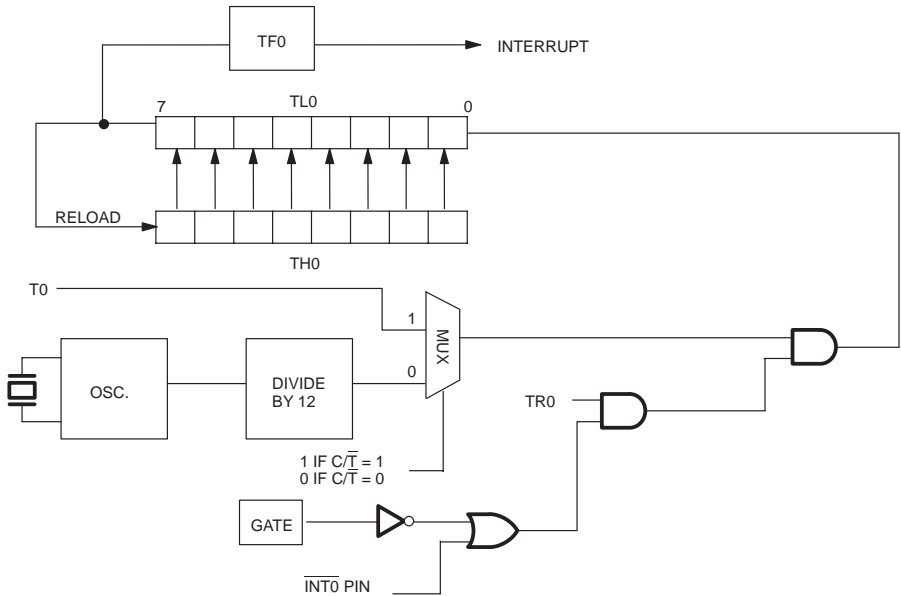 TF0
INTERRUPT
7 TL0 0
RELOAD
TH0
T0
1
MUX
0
OSC.
DIVIDE
BY 12
TR0
1 IF C/T̅ = 1
0 IF C/T̅ = 0
GATE
I̅N̅T̅0̅ PIN